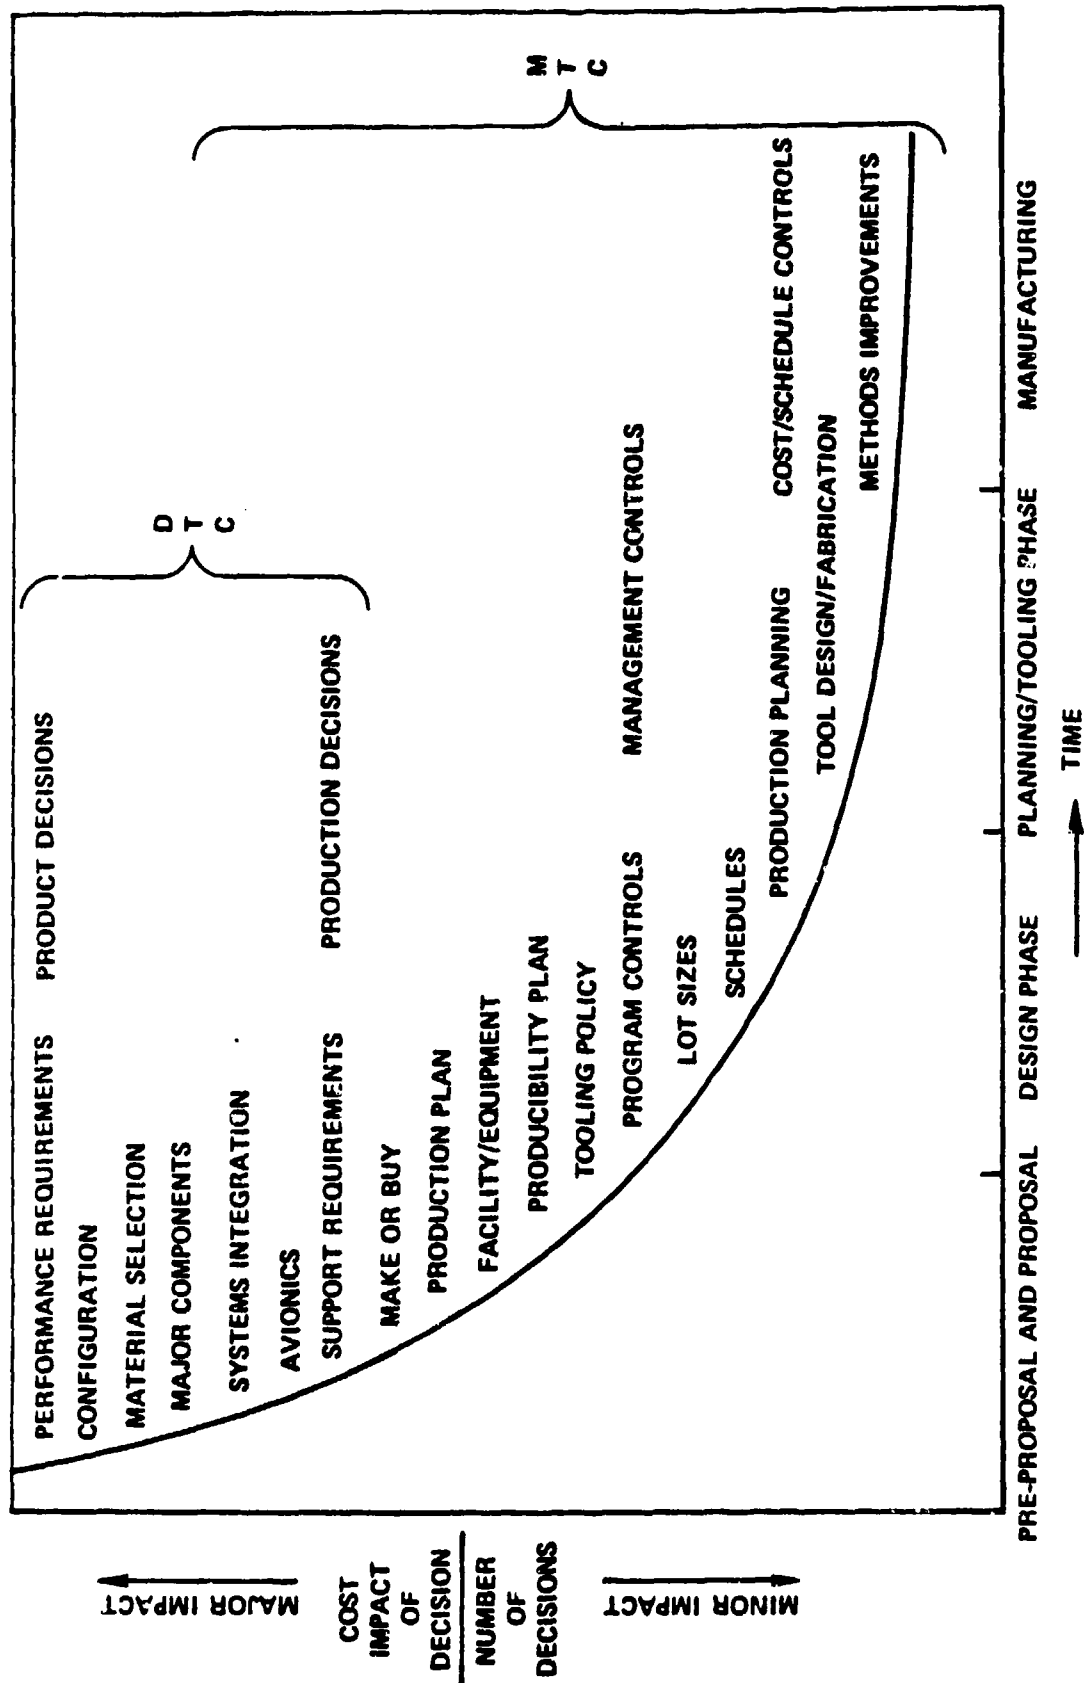 MAJOR IMPACT
COST
IMPACT
OF
DECISION
NUMBER
OF
DECISIONS
MINOR IMPACT
PERFORMANCE REQUIREMENTS
PRODUCT DECISIONS
CONFIGURATION
MATERIAL SELECTION
MAJOR COMPONENTS
SYSTEMS INTEGRATION
AVIONICS
SUPPORT REQUIREMENTS
PRODUCTION DECISIONS
D
T
C
MAKE OR BUY
PRODUCTION PLAN
FACILITY/EQUIPMENT
PRODUCIBILITY PLAN
TOOLING POLICY
PROGRAM CONTROLS
MANAGEMENT CONTROLS
M
T
C
LOT SIZES
SCHEDULES
PRODUCTION PLANNING
COST/SCHEDULE CONTROLS
TOOL DESIGN/FABRICATION
METHODS IMPROVEMENTS
PRE-PROPOSAL AND PROPOSAL
DESIGN PHASE
PLANNING/TOOLING PHASE
MANUFACTURING
TIME